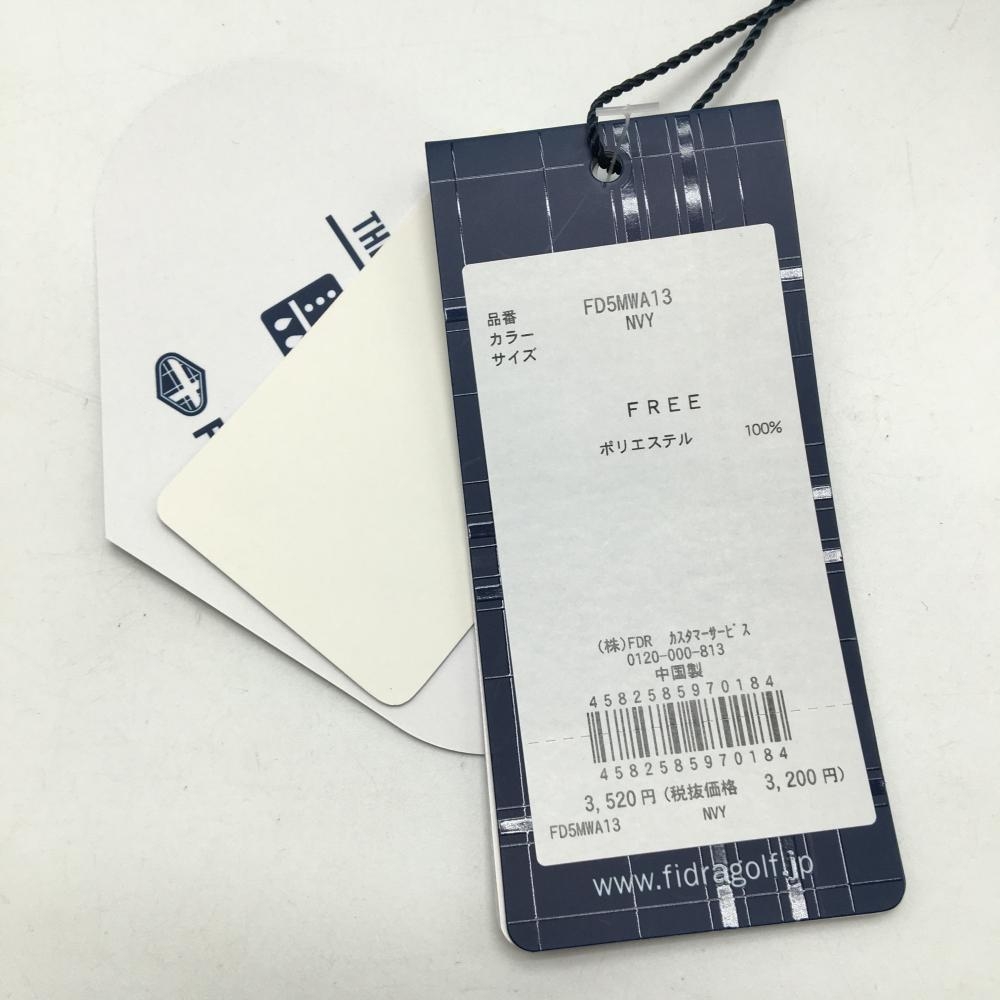 TH
品番 FD5MWA13
カラー NVY
サイズ
FREE
ポリエステル 100%
(株)FDR ｶｽﾀﾏｰｻｰﾋﾞｽ
0120-000-813
中国製
4582585970184
4582585970184
3,520円(税抜価格 3,200円)
FD5MWA13 NVY
www.fidragolf.jp